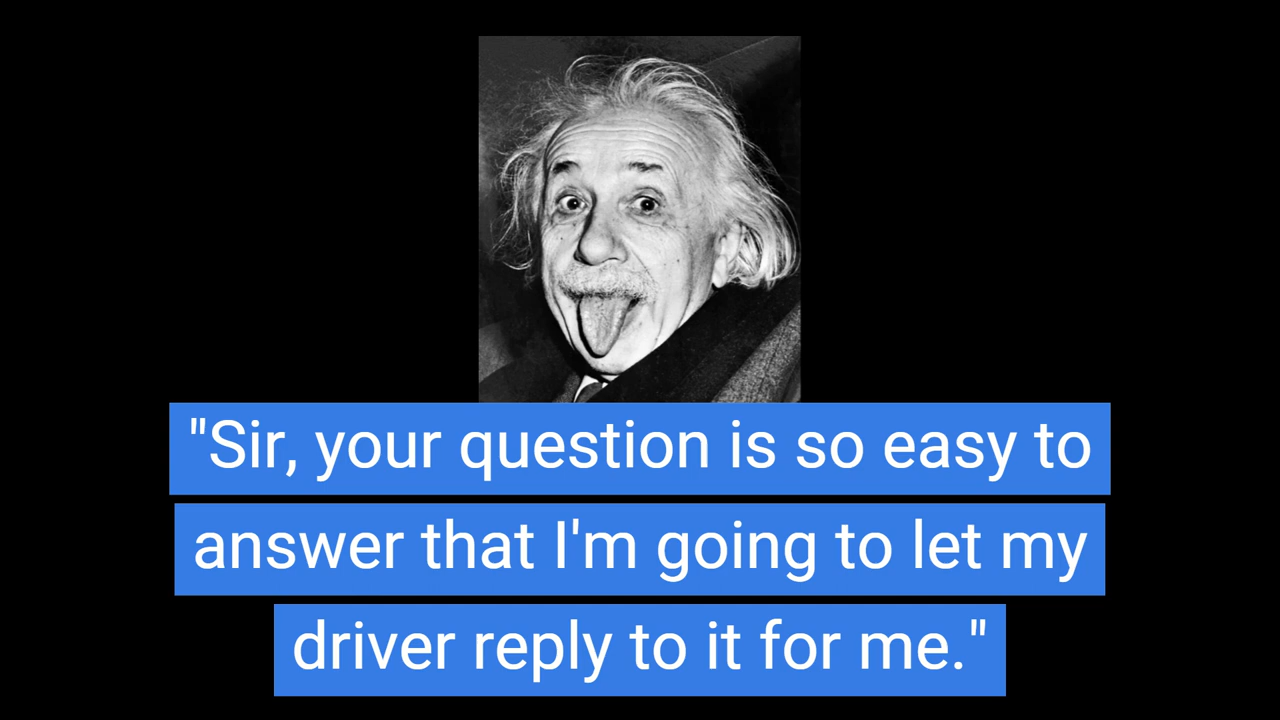 "Sir, your question is so easy to
answer that I'm going to let my
driver reply to it for me."